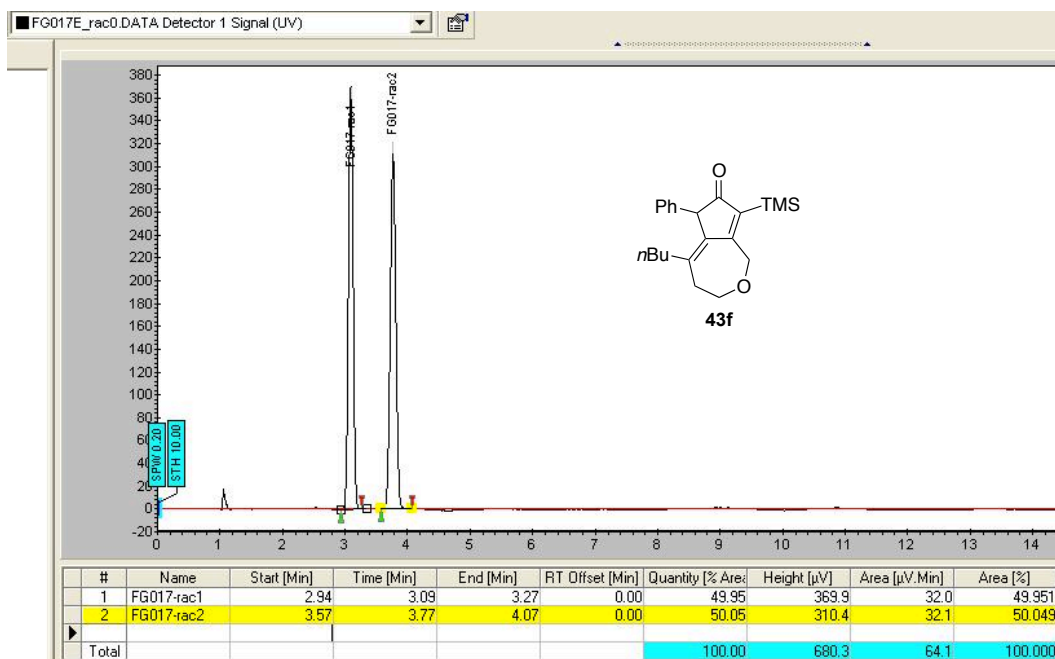 FG017E_rac0.DATA Detector 1 Signal (UV)
380
360
340
320
300
280
260
240
220
200
180
160
140
120
100
80
60
40
20
0
-20
SPW 0.20
STH 10.00
FG017-rac1
FG017-rac2
O
Ph
TMS
nBu
O
43f
0 1 2 3 4 5 6 7 8 9 10 11 12 13 14
# Name Start [Min] Time [Min] End [Min] RT Offset [Min] Quantity [% Area Height [µV] Area [µV.Min] Area [%]
1 FG017-rac1 2.94 3.09 3.27 0.00 49.95 369.9 32.0 49.951
2 FG017-rac2 3.57 3.77 4.07 0.00 50.05 310.4 32.1 50.049
Total 100.00 680.3 64.1 100.000